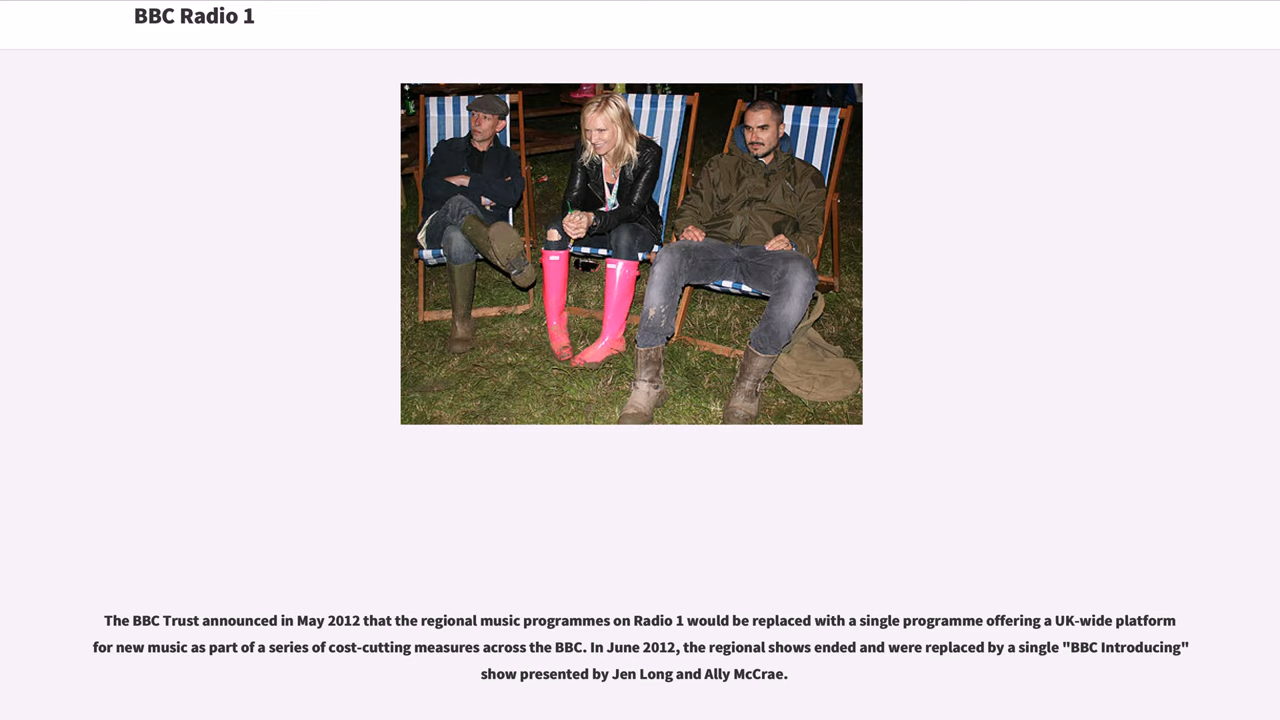 BBC Radio 1
The BBC Trust announced in May 2012 that the regional music programmes on Radio 1 would be replaced with a single programme offering a UK-wide platform
for new music as part of a series of cost-cutting measures across the BBC. In June 2012, the regional shows ended and were replaced by a single "BBC Introducing"
show presented by Jen Long and Ally McCrae.